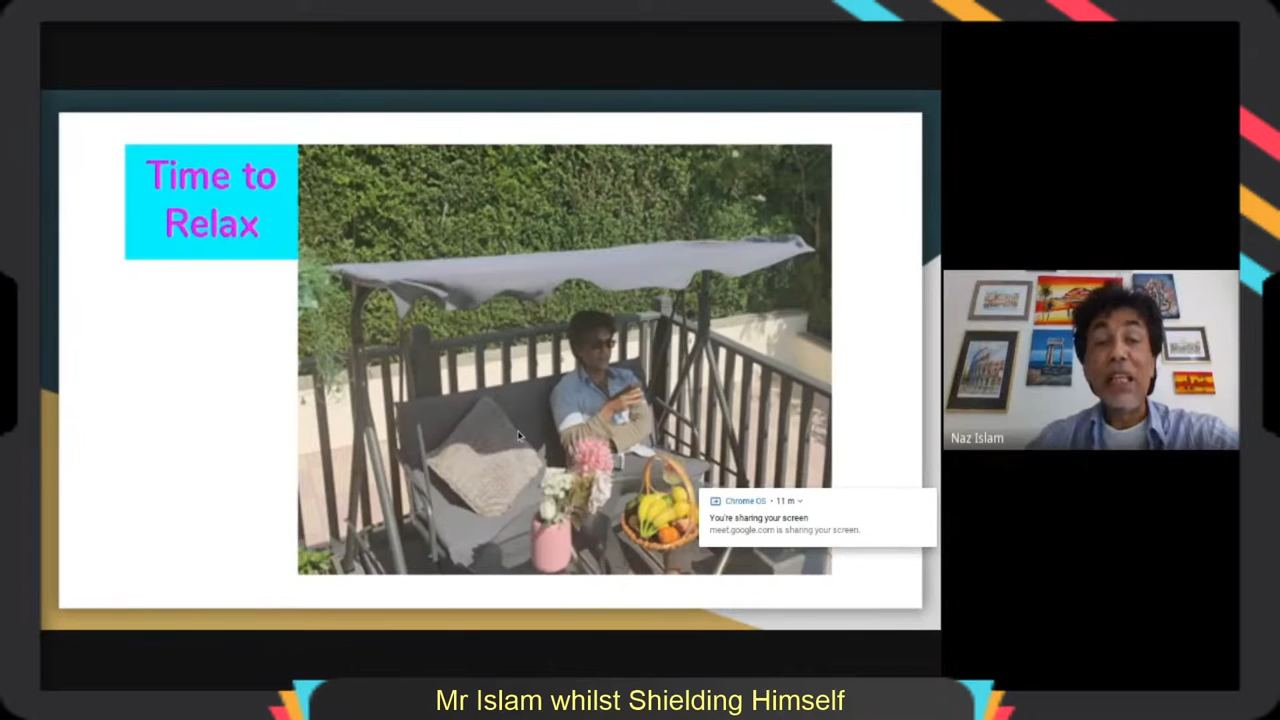 Time to
Relax
Naz Islam
Chrome OS • 11 m
You're sharing your screen
meet.google.com is sharing your screen.
Mr Islam whilst Shielding Himself